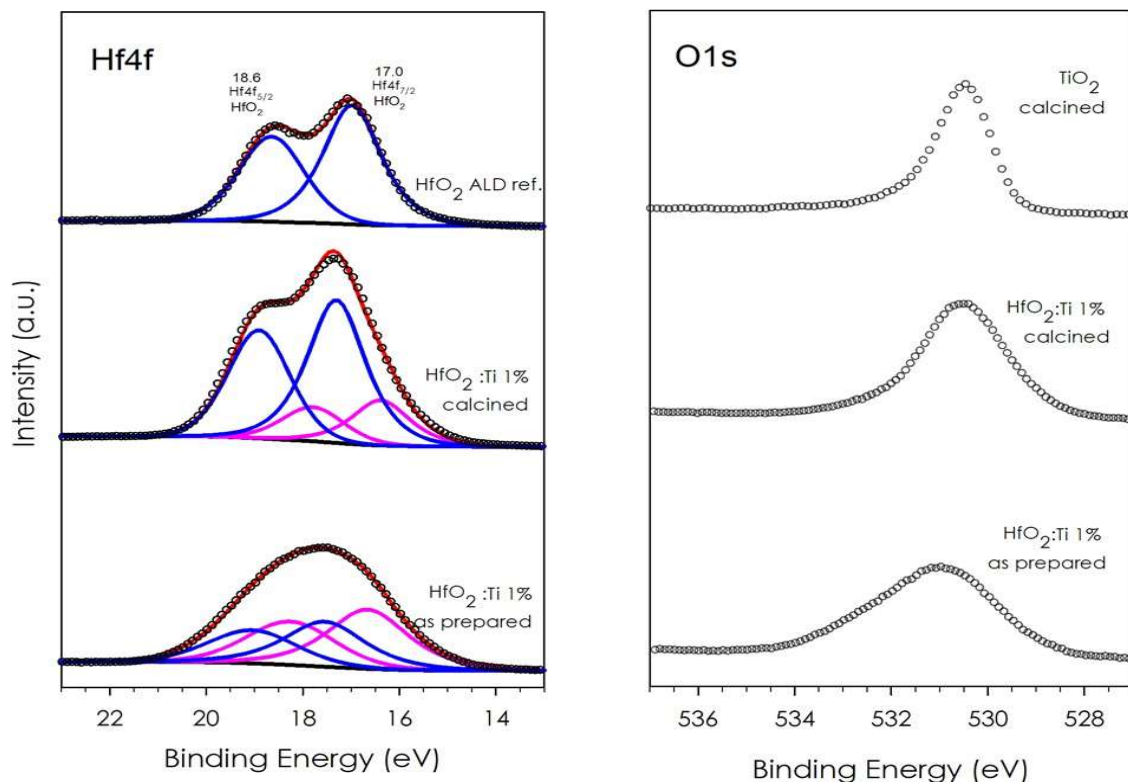 Hf4f
18.6
Hf4f5/2
HfO2
17.0
Hf4f7/2
HfO2
HfO2 ALD ref.
HfO2 :Ti 1%
calcined
HfO2 :Ti 1%
as prepared
Intensity (a.u.)
22 20 18 16 14
Binding Energy (eV)
O1s
TiO2
calcined
HfO2:Ti 1%
calcined
HfO2:Ti 1%
as prepared
536 534 532 530 528
Binding Energy (eV)